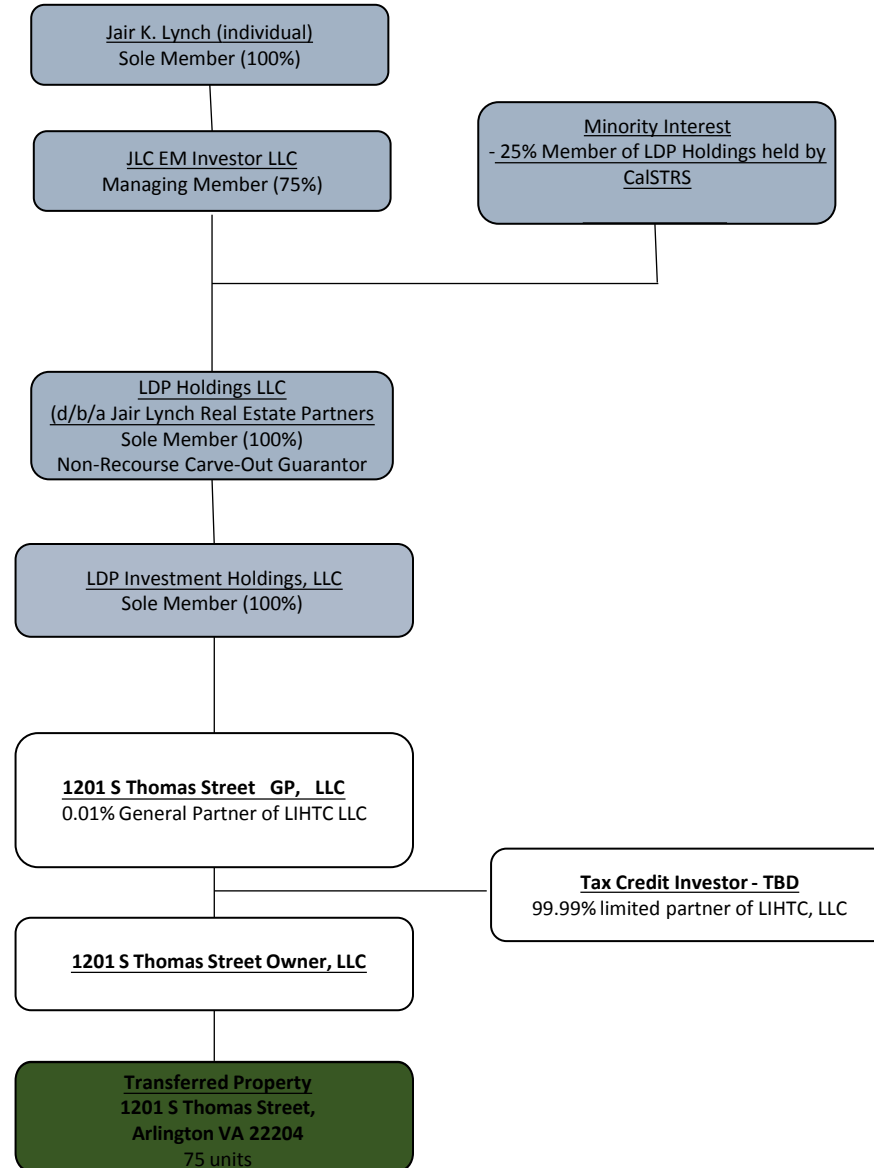 Jair K. Lynch (individual)
Sole Member (100%)
JLC EM Investor LLC
Managing Member (75%)
Minority Interest
- 25% Member of LDP Holdings held by
CalSTRS
LDP Holdings LLC
(d/b/a Jair Lynch Real Estate Partners
Sole Member (100%)
Non-Recourse Carve-Out Guarantor
LDP Investment Holdings, LLC
Sole Member (100%)
1201 S Thomas Street GP, LLC
0.01% General Partner of LIHTC LLC
Tax Credit Investor - TBD
99.99% limited partner of LIHTC, LLC
1201 S Thomas Street Owner, LLC
Transferred Property
1201 S Thomas Street,
Arlington VA 22204
75 units